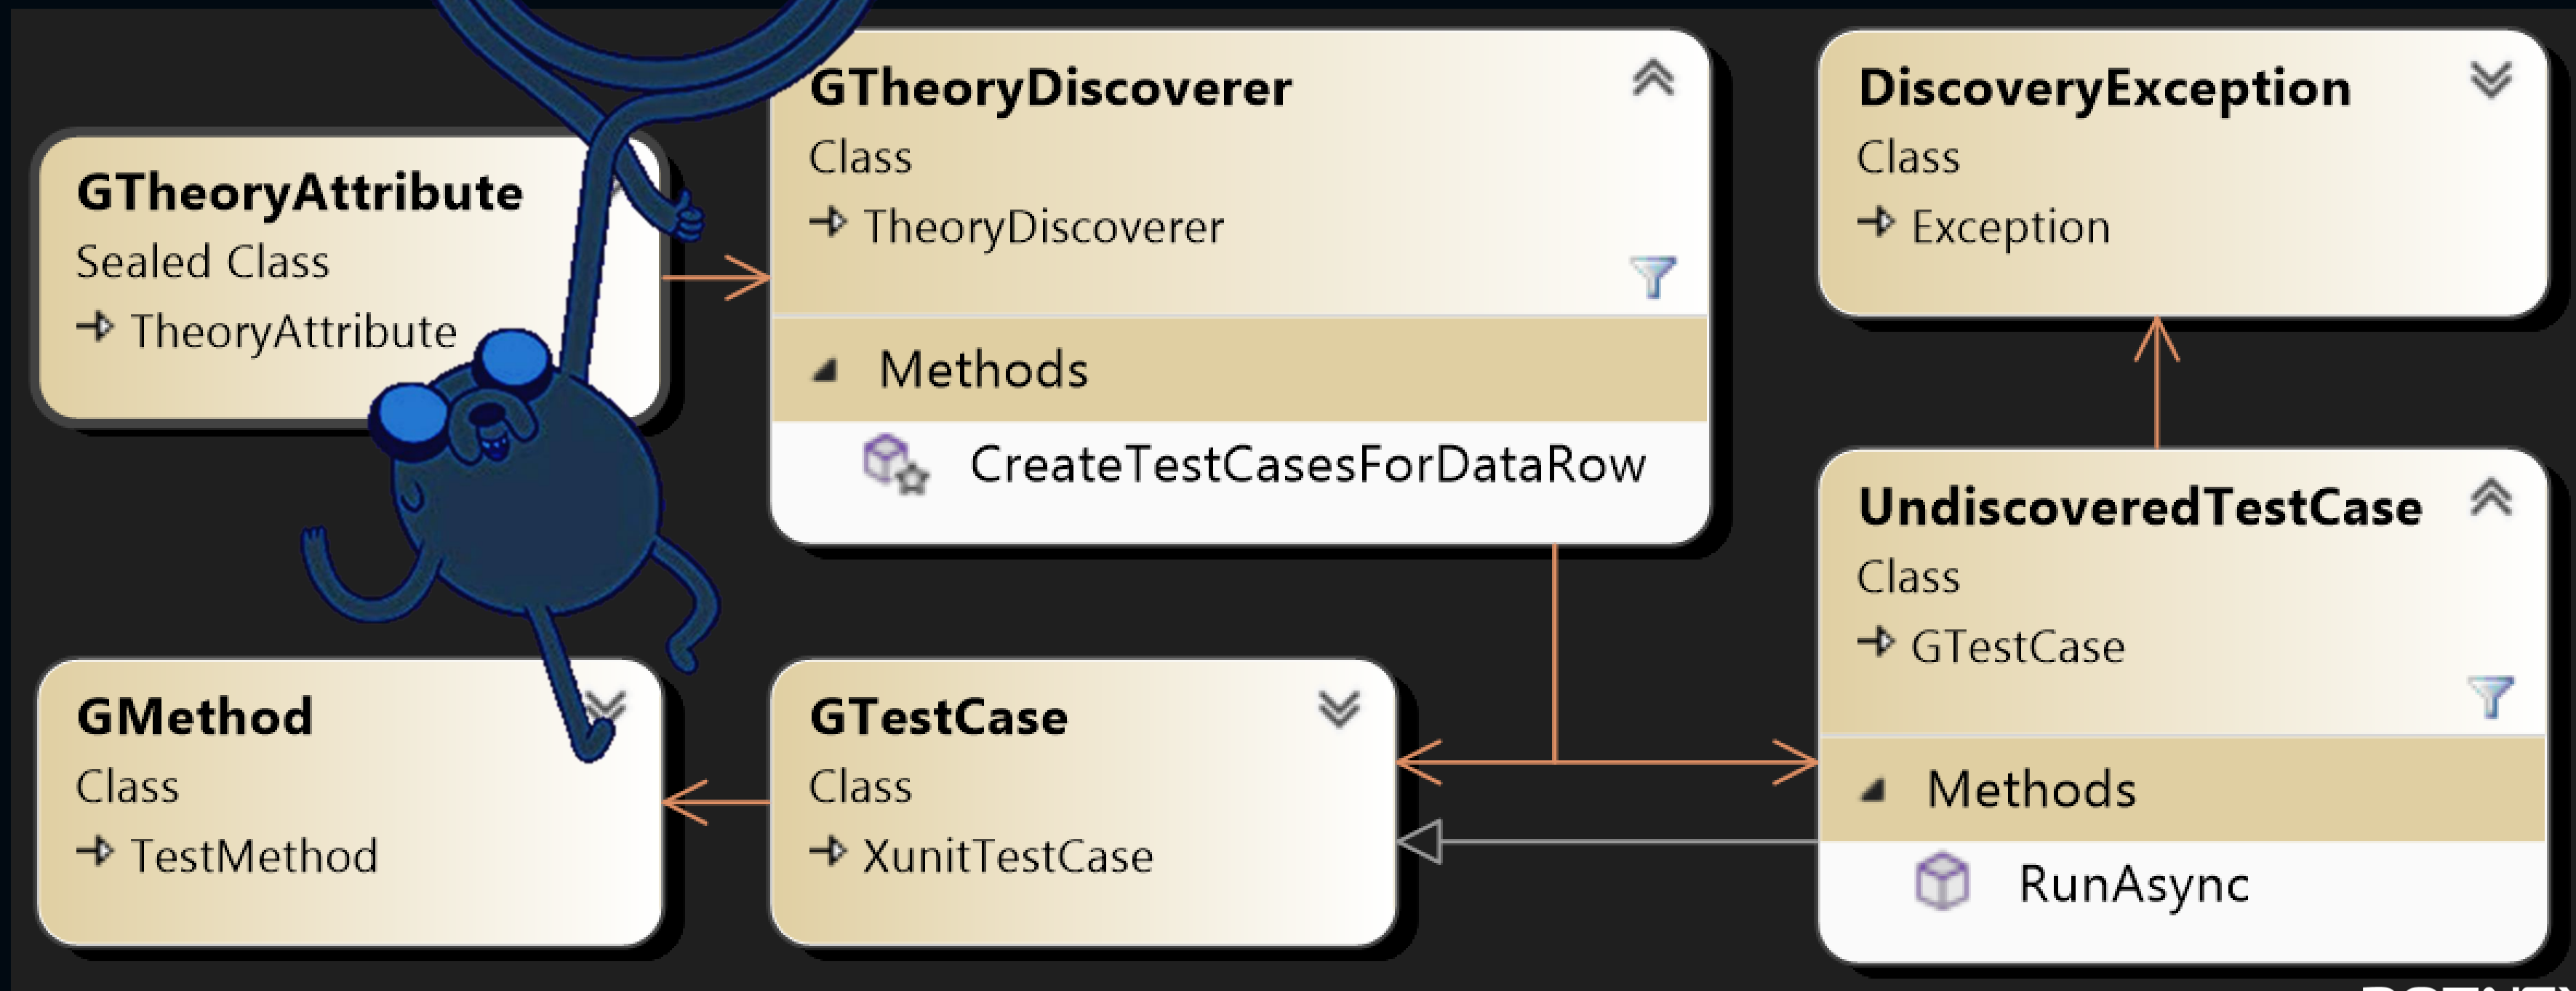 GTheoryAttribute
Sealed Class
TheoryAttribute
GTheoryDiscoverer
Class
TheoryDiscoverer
Methods
CreateTestCasesForDataRow
DiscoveryException
Class
Exception
GMethod
Class
TestMethod
GTestCase
Class
XunitTestCase
UndiscoveredTestCase
Class
GTestCase
Methods
RunAsync